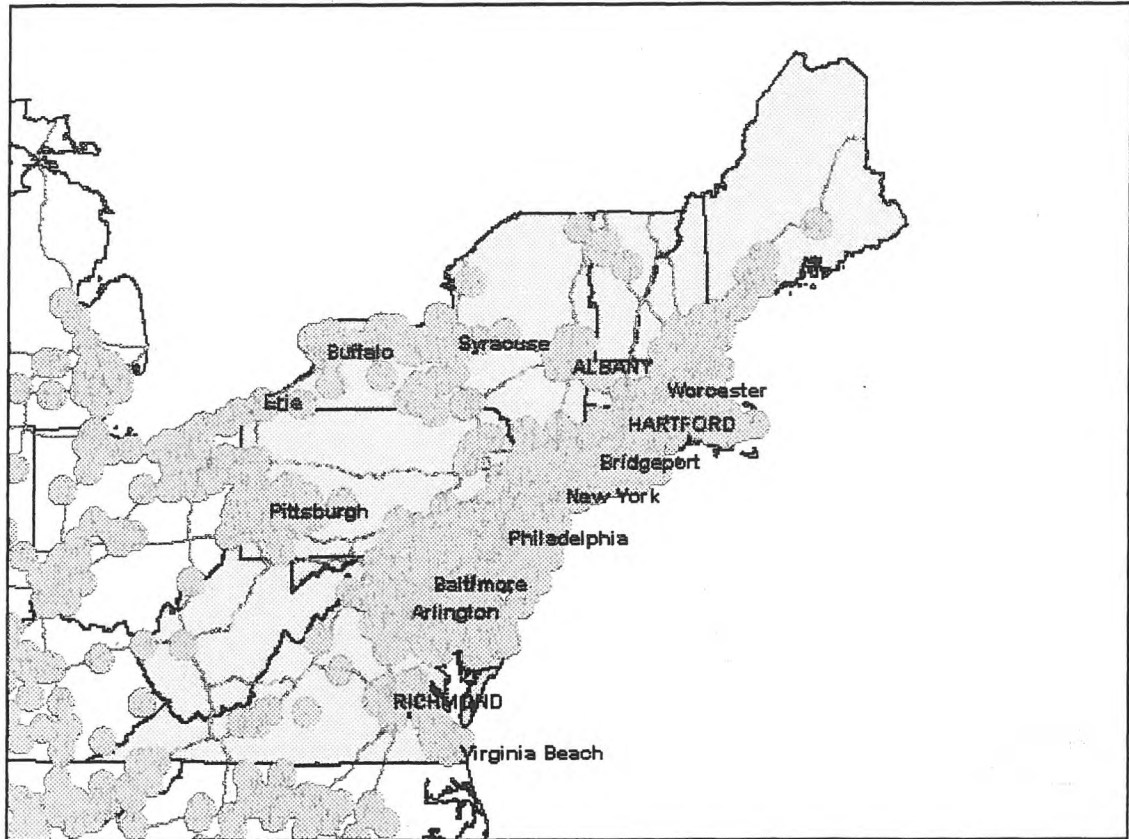 Buffalo
Syracuse
ALBANY
Erie
Worcester
HARTFORD
Bridgeport
New York
Pittsburgh
Philadelphia
Baltimore
Arlington
RICHMOND
Virginia Beach